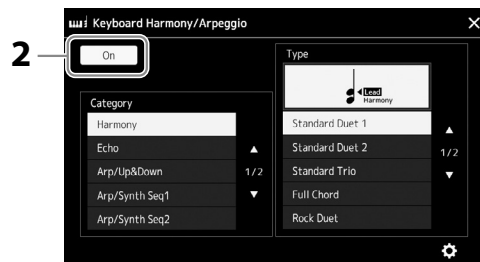 Keyboard Harmony/Arpeggio
2
On
Category
Harmony
Echo
Arp/Up&Down
Arp/Synth Seq1
Arp/Synth Seq2
1/2
Type
Lead
Harmony
Standard Duet 1
Standard Duet 2
Standard Trio
Full Chord
Rock Duet
1/2